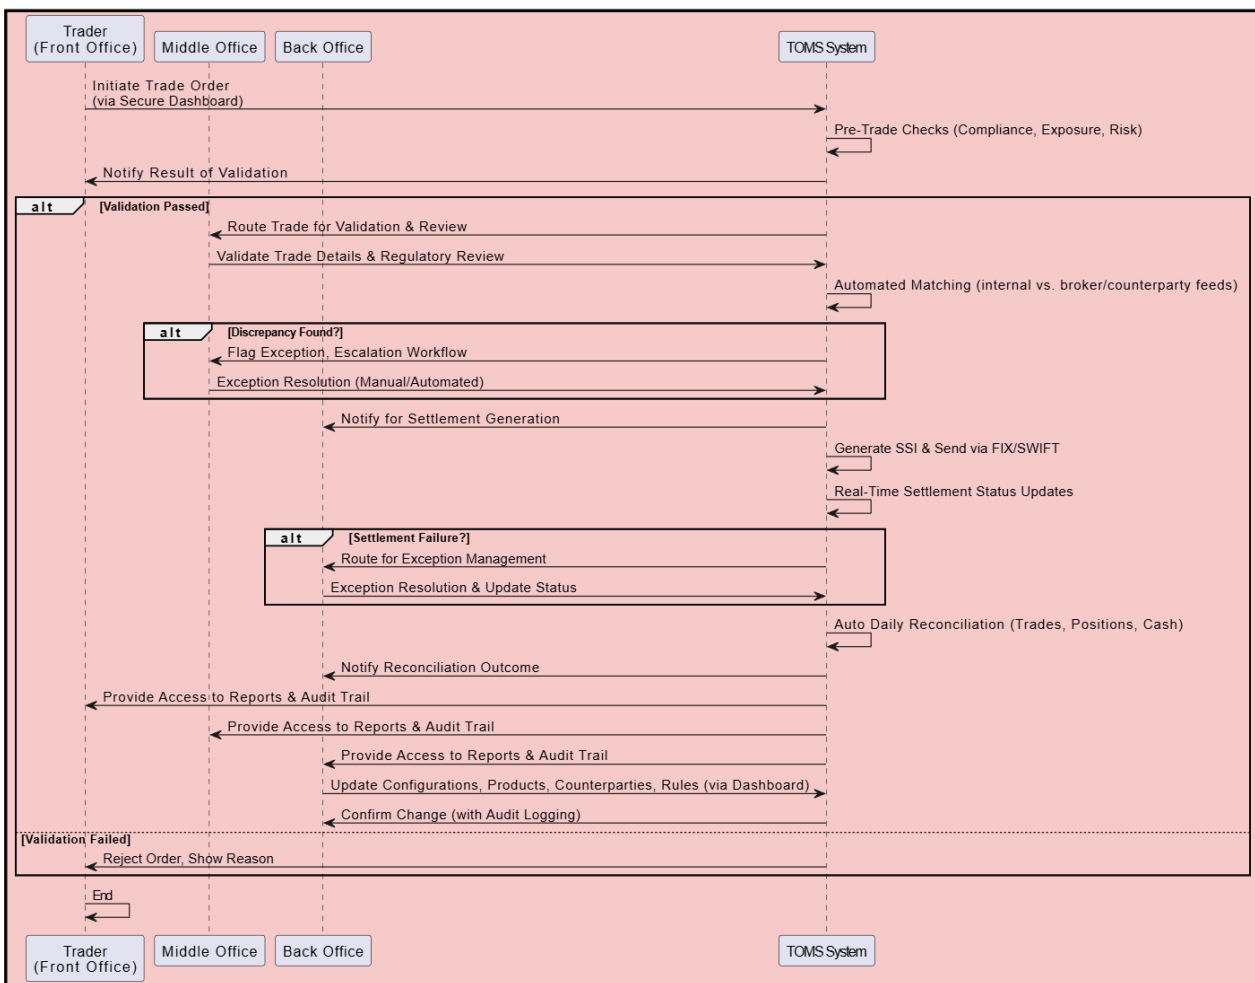 Trader
(Front Office)
Middle Office
Back Office
TOMS System
Initiate Trade Order
(via Secure Dashboard)
Pre-Trade Checks (Compliance, Exposure, Risk)
Notify Result of Validation
alt
[Validation Passed]
Route Trade for Validation & Review
Validate Trade Details & Regulatory Review
Automated Matching (internal vs. broker/counterparty feeds)
alt
[Discrepancy Found?]
Flag Exception, Escalation Workflow
Exception Resolution (Manual/Automated)
Notify for Settlement Generation
Generate SSI & Send via FIX/SWIFT
Real-Time Settlement Status Updates
alt
[Settlement Failure?]
Route for Exception Management
Exception Resolution & Update Status
Auto Daily Reconciliation (Trades, Positions, Cash)
Notify Reconciliation Outcome
Provide Access to Reports & Audit Trail
Provide Access to Reports & Audit Trail
Provide Access to Reports & Audit Trail
Update Configurations, Products, Counterparties, Rules (via Dashboard)
Confirm Change (with Audit Logging)
[Validation Failed]
Reject Order, Show Reason
End
Trader
(Front Office)
Middle Office
Back Office
TOMS System